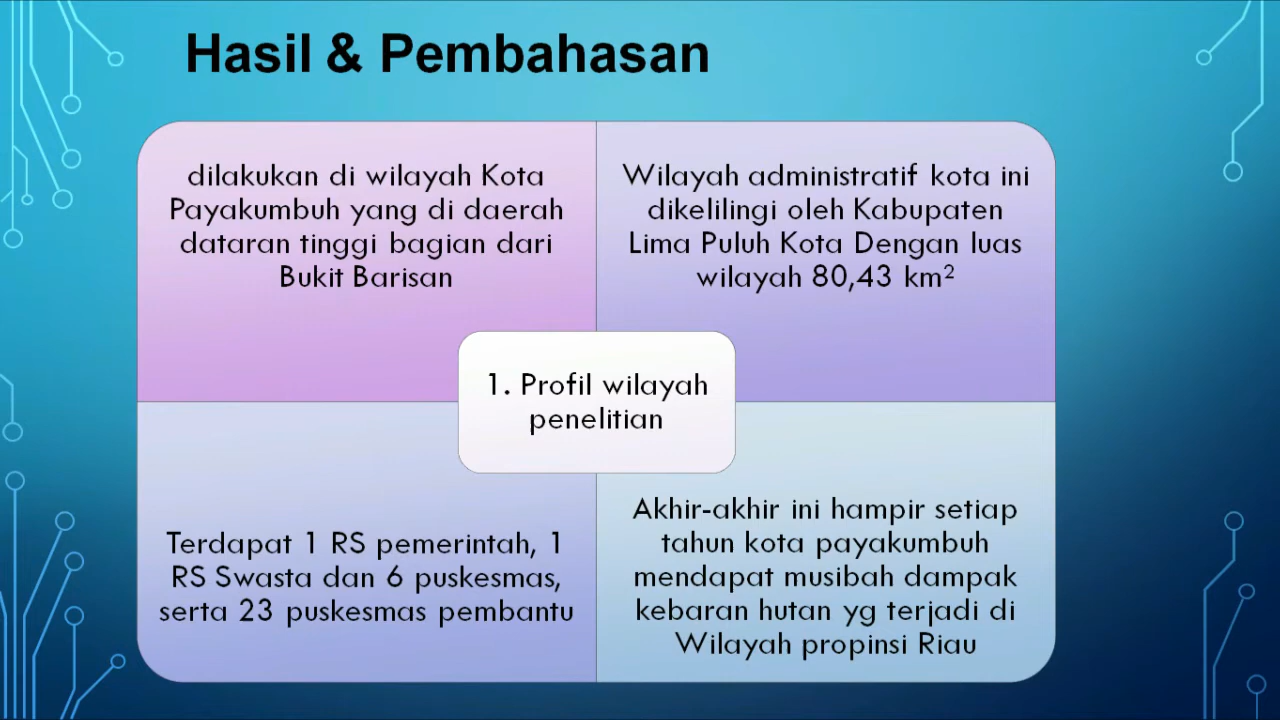 Hasil & Pembahasan
dilakukan di wilayah Kota
Payakumbuh yang di daerah
dataran tinggi bagian dari
Bukit Barisan
Wilayah administratif kota ini
dikelilingi oleh Kabupaten
Lima Puluh Kota Dengan luas
wilayah 80,43 km²
1. Profil wilayah
penelitian
Terdapat 1 RS pemerintah, 1
RS Swasta dan 6 puskesmas,
serta 23 puskesmas pembantu
Akhir-akhir ini hampir setiap
tahun kota payakumbuh
mendapat musibah dampak
kebaran hutan yg terjadi di
Wilayah propinsi Riau